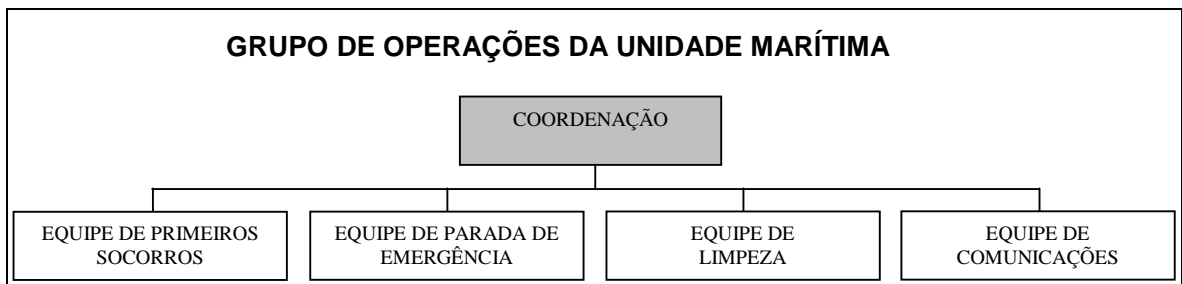 GRUPO DE OPERAÇÕES DA UNIDADE MARÍTIMA
COORDENAÇÃO
EQUIPE DE PRIMEIROS
SOCORROS
EQUIPE DE PARADA DE
EMERGÊNCIA
EQUIPE DE
LIMPEZA
EQUIPE DE
COMUNICAÇÕES